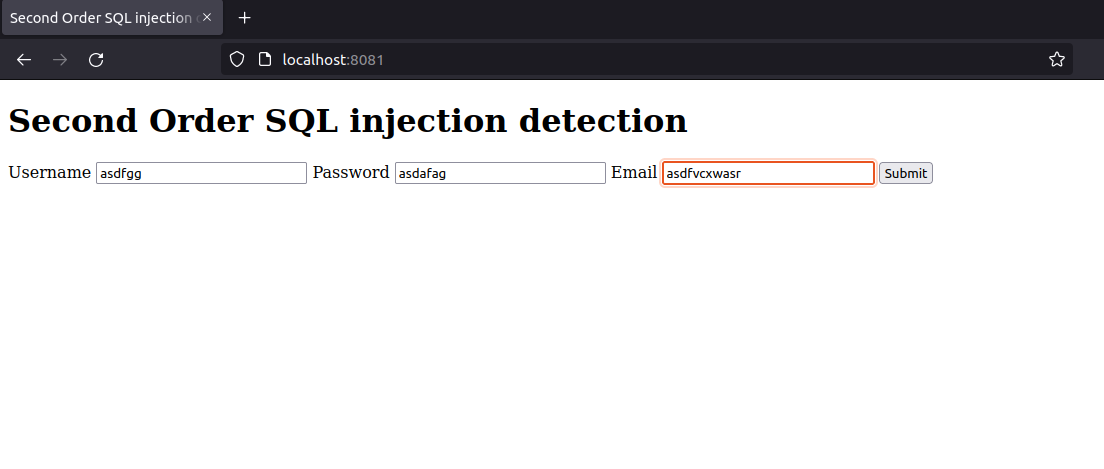 Second Order SQL injection
localhost:8081
Second Order SQL injection detection
Username asdfgg Password asdafag Email asdfvcxwasr Submit